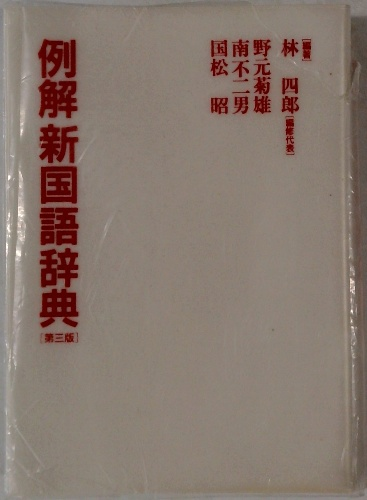 [編著]
林 四郎[編修代表]
野元菊雄
南不二男
国松 昭
例解新国語辞典
[第三版]